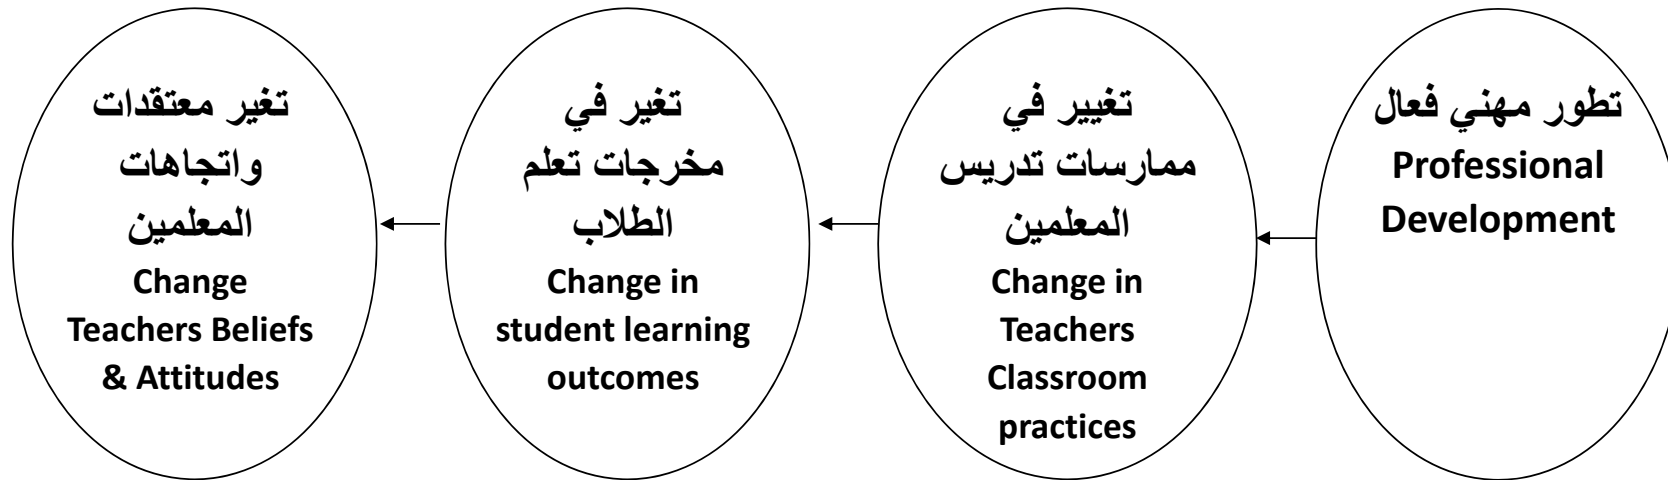 تطور مهني فعال
Professional
Development
تغيير في
ممارسات تدريس
المعلمين
Change in
Teachers
Classroom
practices
تغير في
مخرجات تعلم
الطلاب
Change in
student learning
outcomes
تغير معتقدات
واتجاهات
المعلمين
Change
Teachers Beliefs
& Attitudes